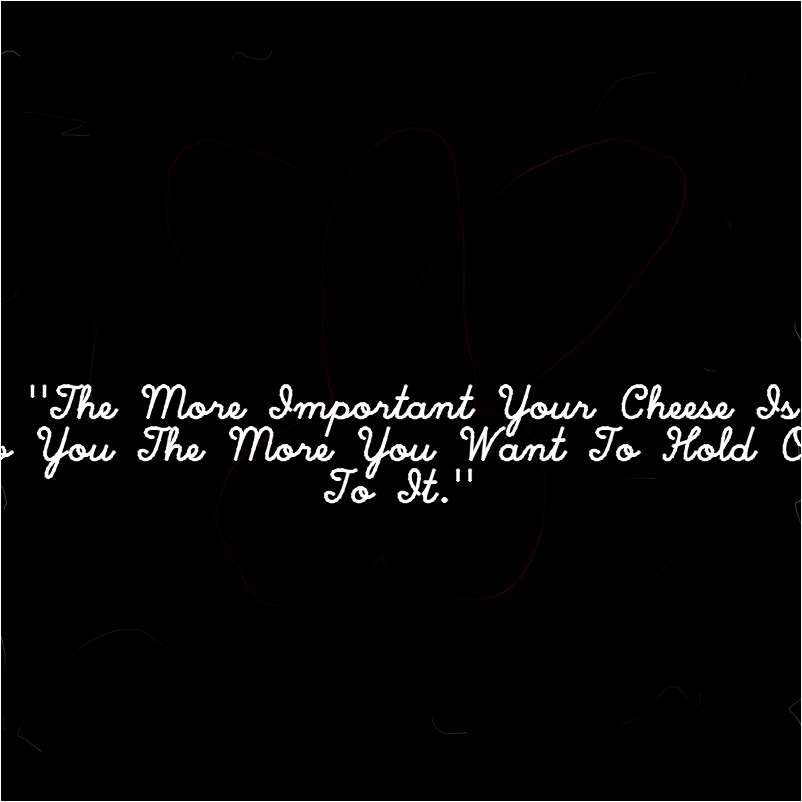 "The More Important Your Cheese Is
o You The More You Want To Hold O
To It."